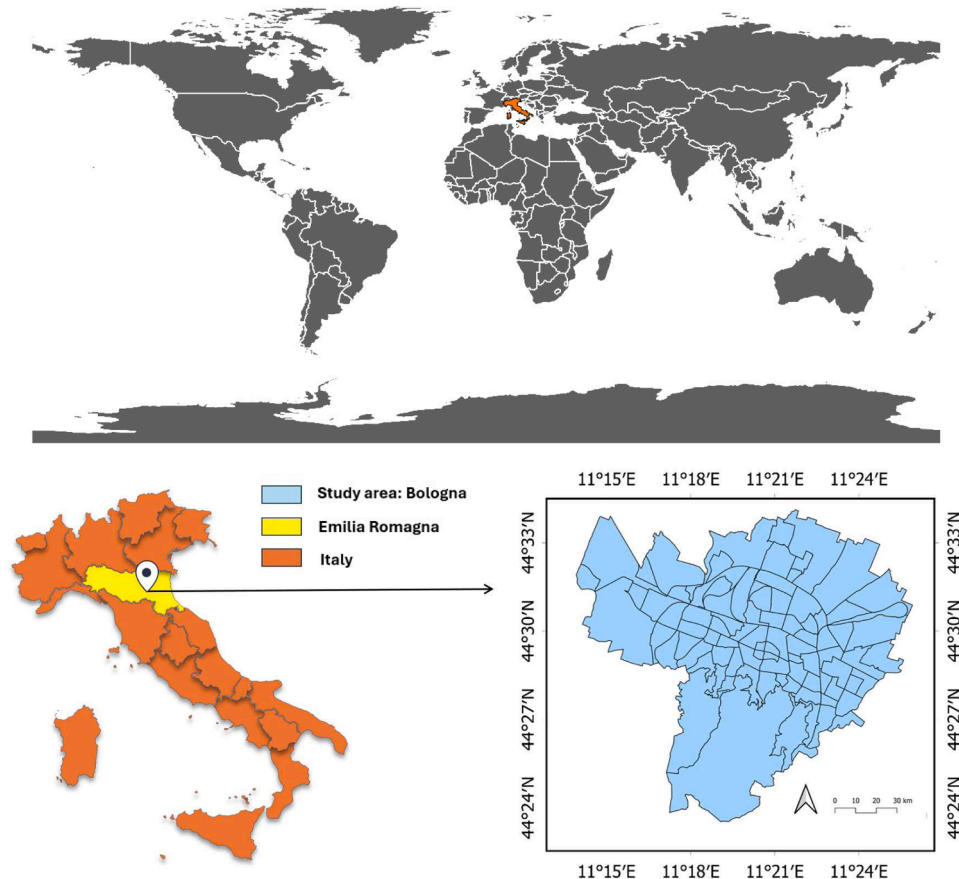 Study area: Bologna
Emilia Romagna
Italy
11°15′E 11°18′E 11°21′E 11°24′E
44°33′N 44°33′N
44°30′N 44°30′N
44°27′N 44°27′N
44°24′N 44°24′N
0 10 20 30 km
11°15′E 11°18′E 11°21′E 11°24′E